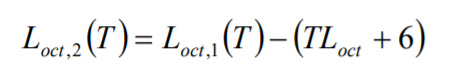 L_{oct,2}(T) = L_{oct,1}(T) − (TL_{oct} + 6)